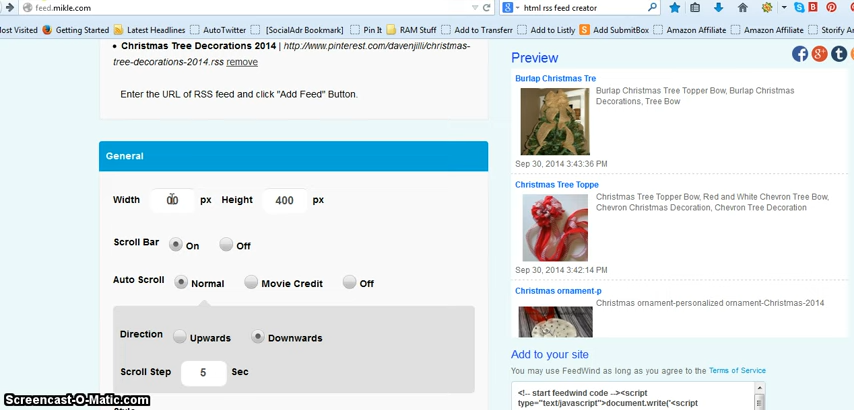 feed.mikle.com
html rss feed creator
Most Visited Getting Started Latest Headlines AutoTwitter [SocialAdr Bookmark] Pin It RAM Stuff Add to Transferr Add to Listly Add SubmitBox Amazon Affiliate Amazon Affiliate Storify
Christmas Tree Decorations 2014 | http://www.pinterest.com/davenjilli/christmas-
tree-decorations-2014.rss remove
Enter the URL of RSS feed and click "Add Feed" Button.
General
Width 00 px Height 400 px
Scroll Bar On Off
Auto Scroll Normal Movie Credit Off
Direction Upwards Downwards
Scroll Step 5 Sec
Style
Preview
Burlap Christmas Tre
Burlap Christmas Tree Topper Bow, Burlap Christmas
Decorations, Tree Bow
Sep 30, 2014 3:43:36 PM
Christmas Tree Toppe
Christmas Tree Topper Bow, Red and White Chevron Tree Bow,
Chevron Christmas Decoration, Chevron Tree Decoration
Sep 30, 2014 3:42:14 PM
Christmas ornament-p
Christmas ornament-personalized ornament-Christmas-2014
Add to your site
You may use FeedWind as long as you agree to the Terms of Service
<!-- start feedwind code --><script
type="text/javascript">document.write('<script
Screencast-O-Matic.com